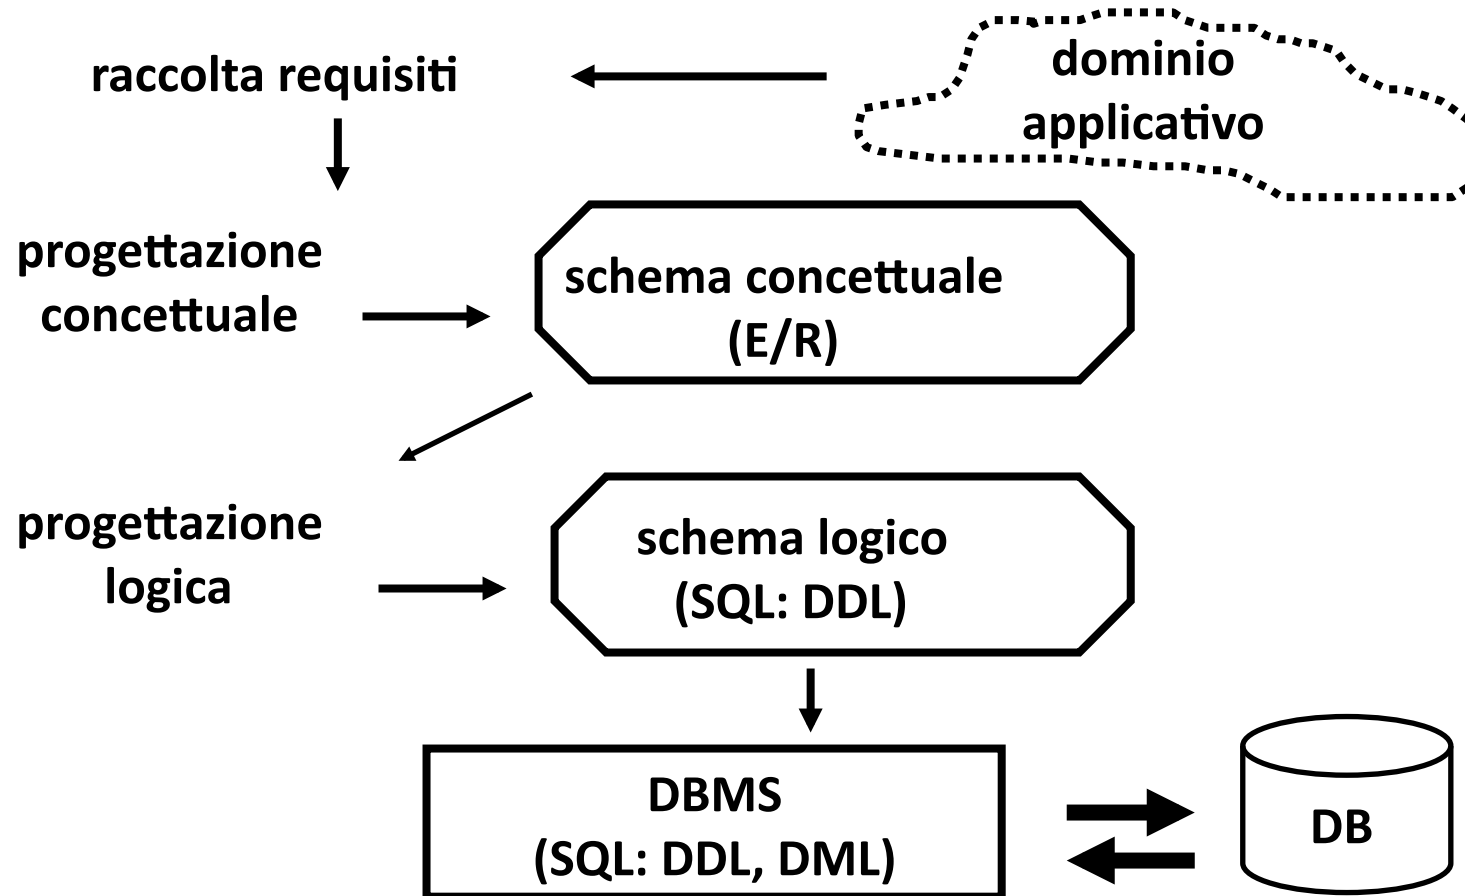 raccolta requisiti
dominio
applicativo
progettazione
concettuale
schema concettuale
(E/R)
progettazione
logica
schema logico
(SQL: DDL)
DBMS
(SQL: DDL, DML)
DB